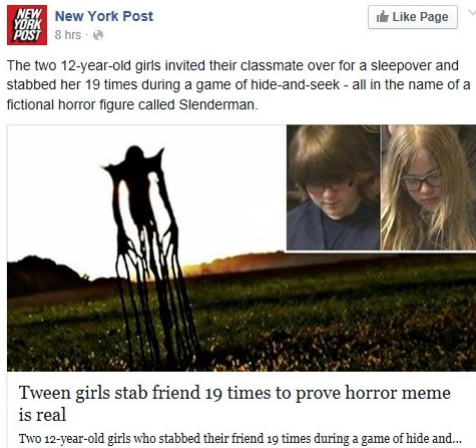 NEW
YORK
POST
New York Post
8 hrs ·
Like Page
The two 12-year-old girls invited their classmate over for a sleepover and
stabbed her 19 times during a game of hide-and-seek - all in the name of a
fictional horror figure called Slenderman.
Tween girls stab friend 19 times to prove horror meme
is real
Two 12-year-old girls who stabbed their friend 19 times during a game of hide and...